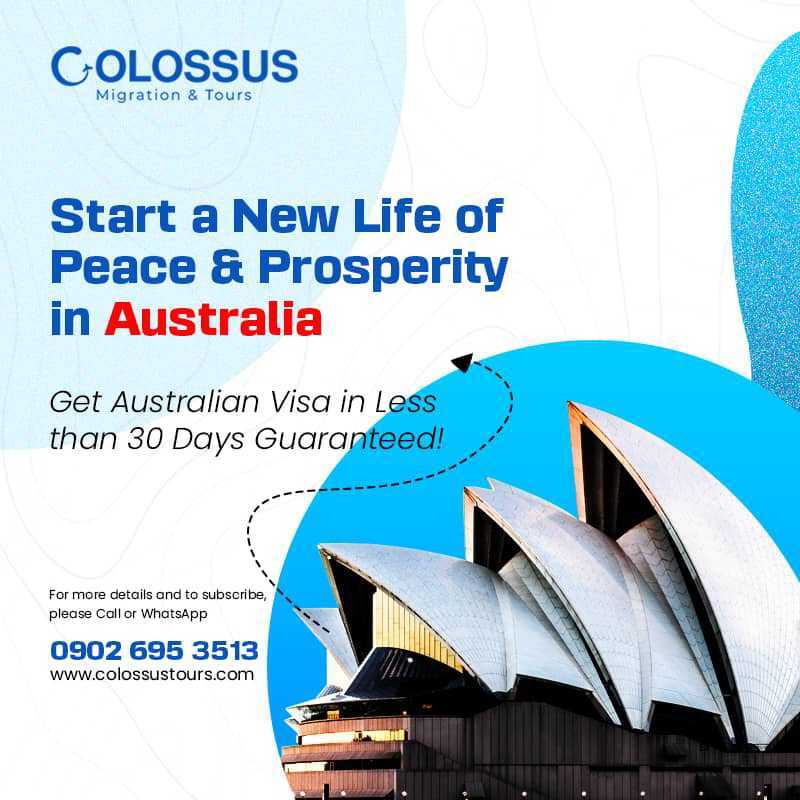 COLOSSUS
Migration & Tours
Start a New Life of
Peace & Prosperity
in Australia
Get Australian Visa in Less
than 30 Days Guaranteed!
For more details and to subscribe,
please Call or WhatsApp
0902 695 3513
www.colossustours.com